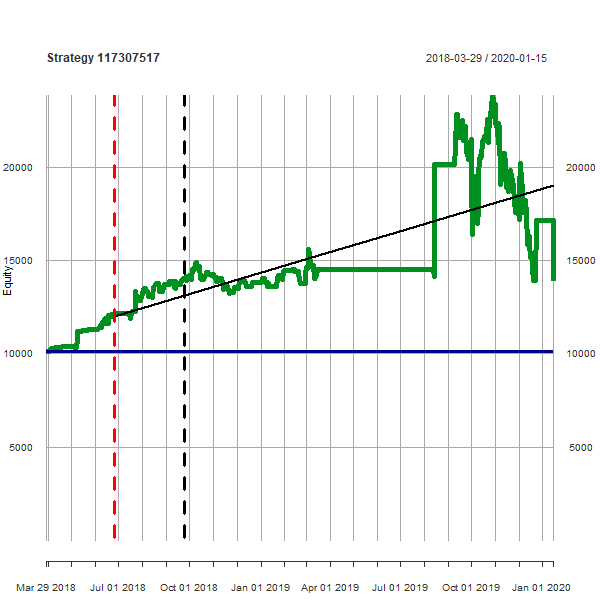 Strategy 117307517
2018-03-29 / 2020-01-15
20000
20000
15000
15000
Equity
10000
10000
5000
5000
Mar 29 2018
Jul 01 2018
Oct 01 2018
Jan 01 2019
Apr 01 2019
Jul 01 2019
Oct 01 2019
Jan 01 2020